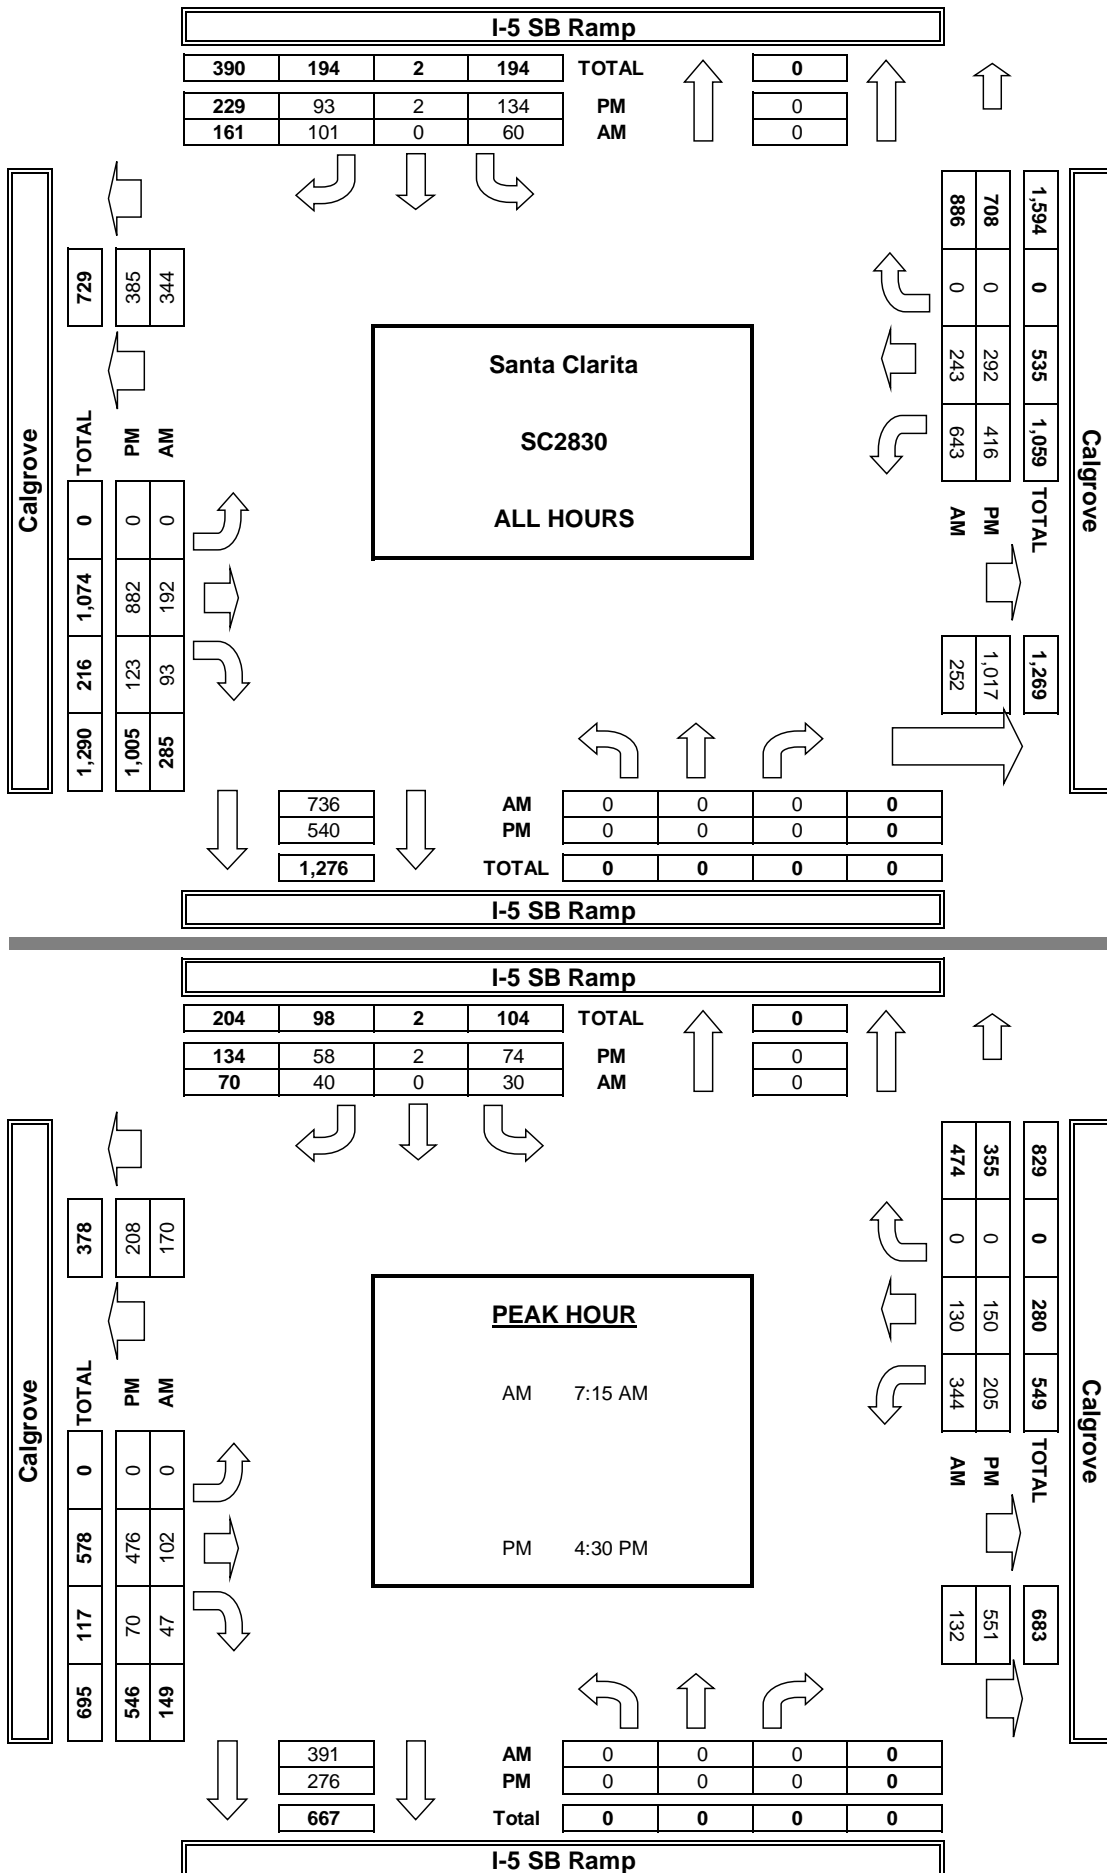 I-5 SB Ramp
390 194 2 194 TOTAL 0
229 93 2 134 PM 0
161 101 0 60 AM 0
Calgrove
729
385
344
TOTAL
PM
AM
0 1,074 216 1,290
0 882 123 1,005
0 192 93 285
Santa Clarita
SC2830
ALL HOURS
1,594 0 535 1,059 TOTAL 1,269
708 0 292 416 PM 1,017
886 0 243 643 AM 252
Calgrove
736 AM 0 0 0 0
540 PM 0 0 0 0
1,276 TOTAL 0 0 0 0
I-5 SB Ramp
I-5 SB Ramp
204 98 2 104 TOTAL 0
134 58 2 74 PM 0
70 40 0 30 AM 0
Calgrove
378
208
170
TOTAL
PM
AM
0 578 117 695
0 476 70 546
0 102 47 149
PEAK HOUR
AM 7:15 AM
PM 4:30 PM
829 0 280 549 TOTAL 683
355 0 150 205 PM 551
474 0 130 344 AM 132
Calgrove
391 AM 0 0 0 0
276 PM 0 0 0 0
667 Total 0 0 0 0
I-5 SB Ramp